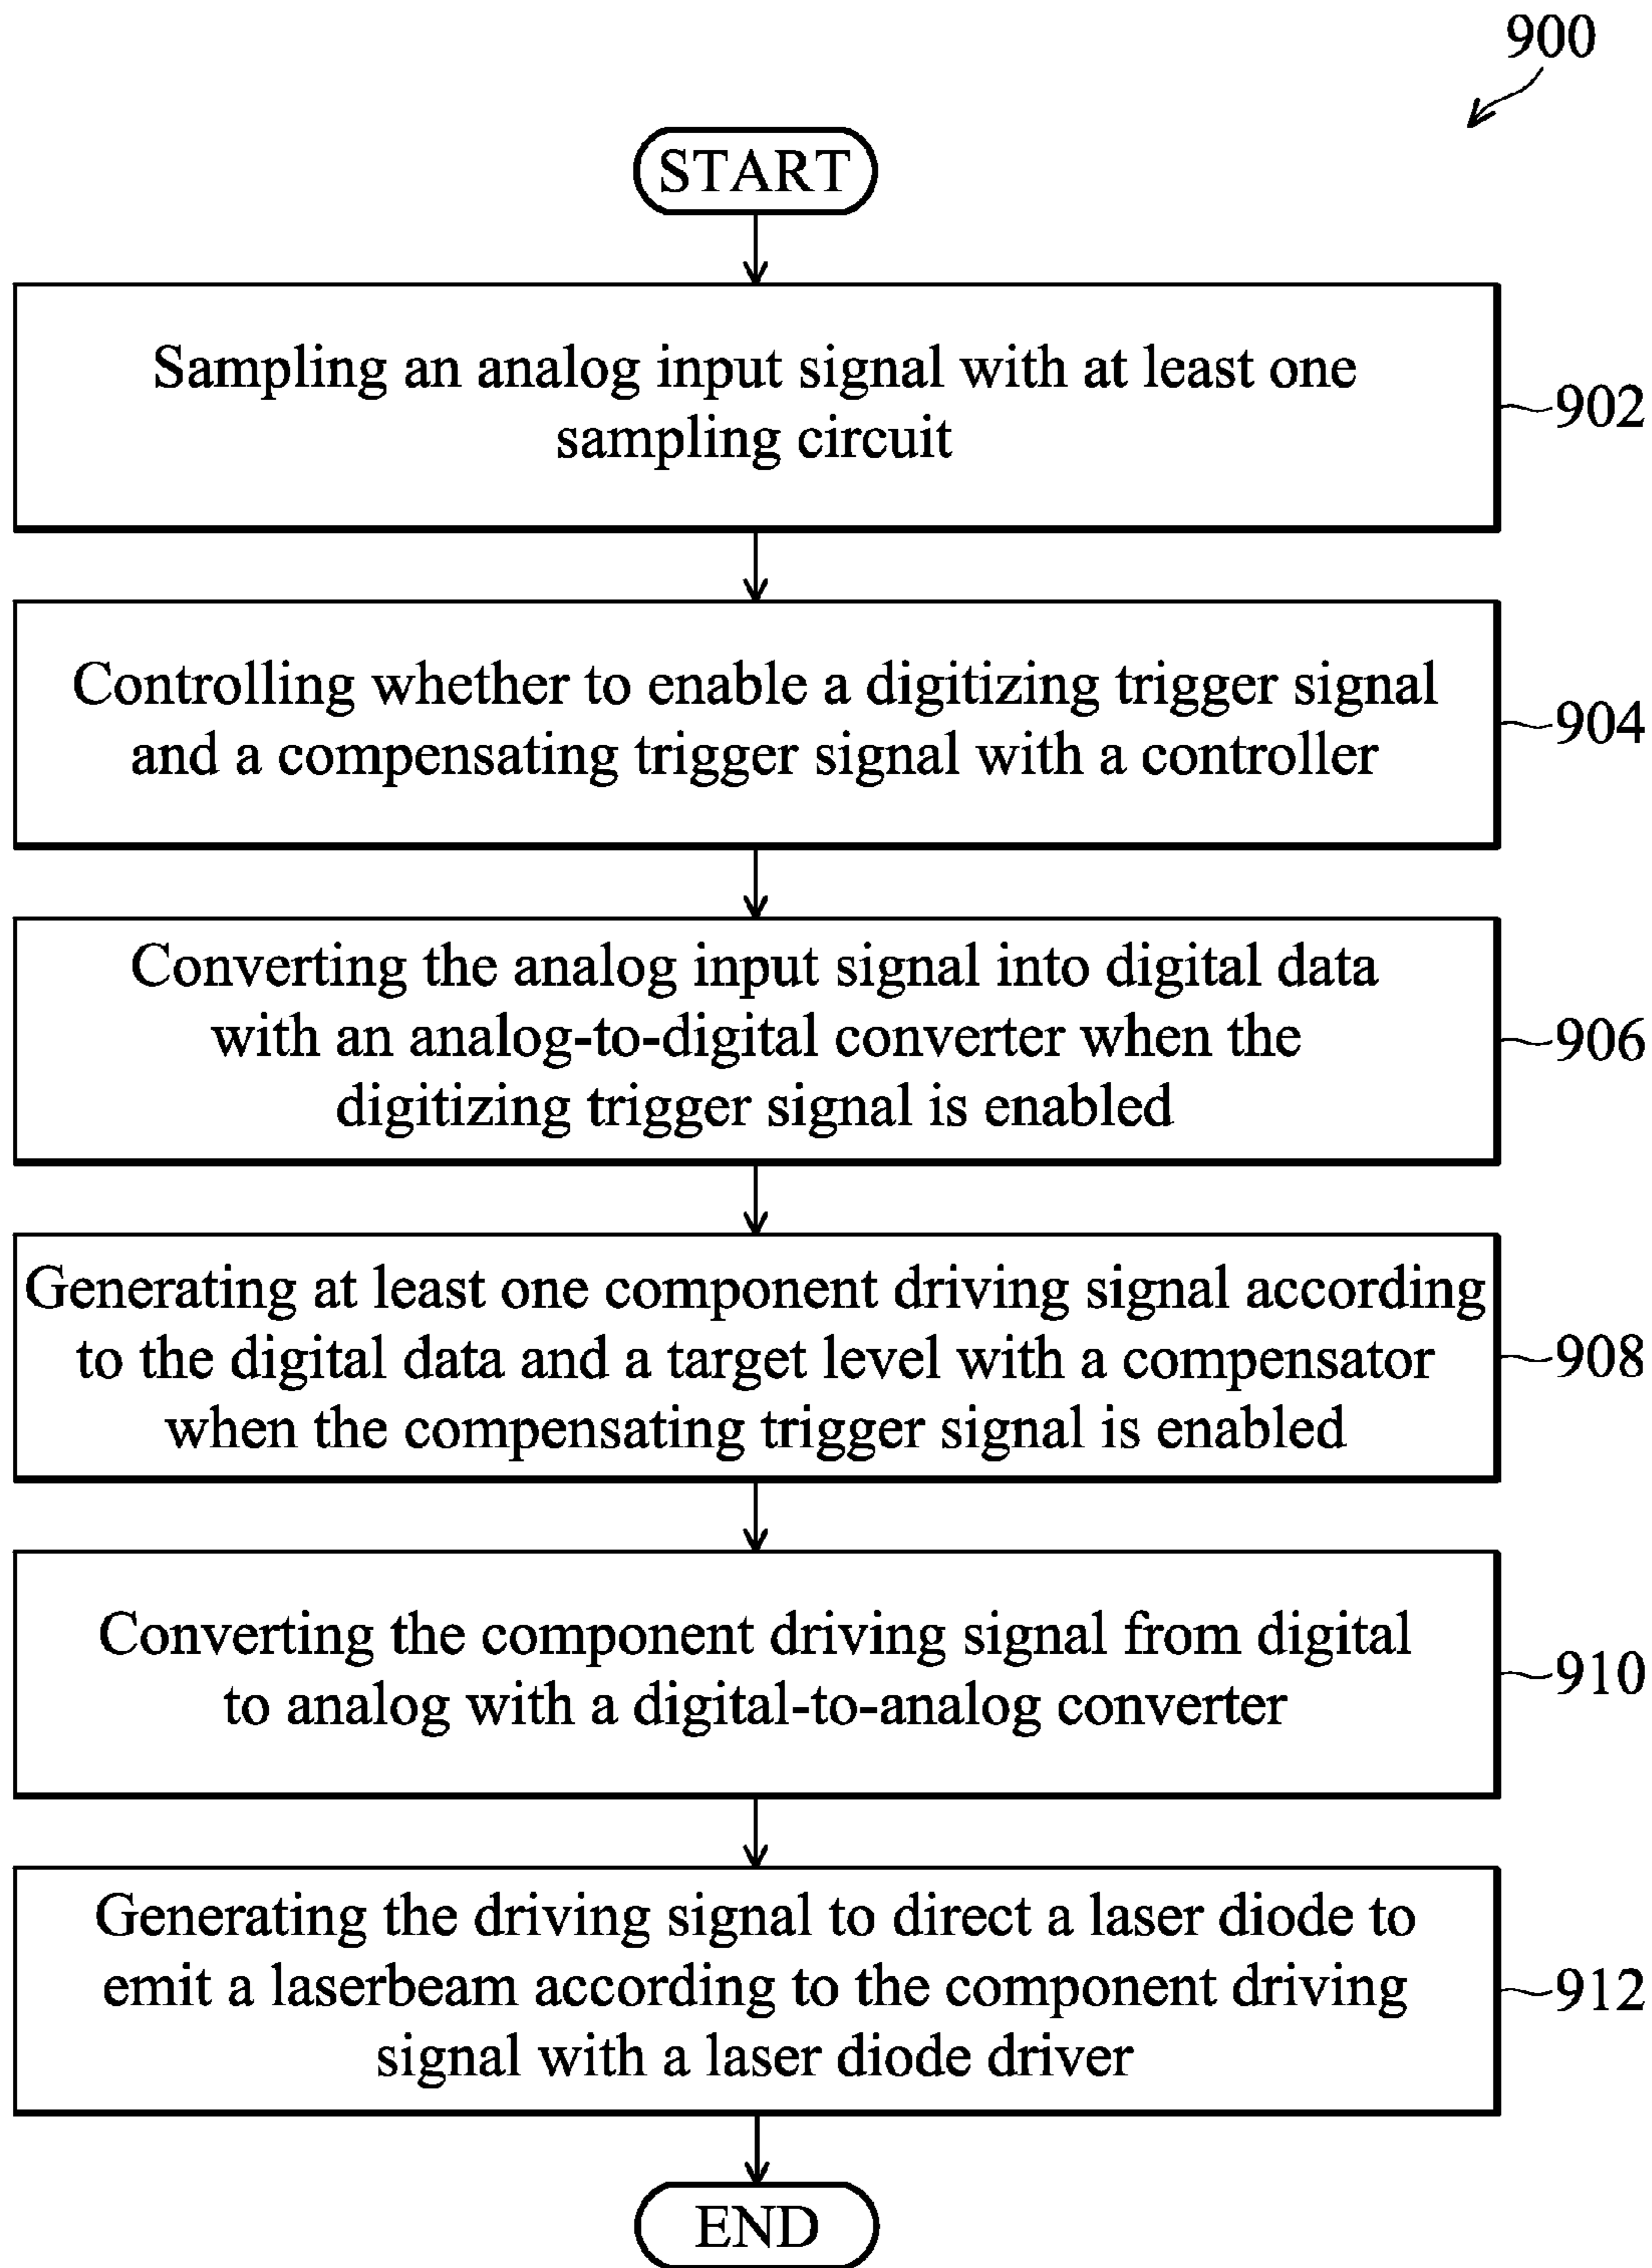 900
START
Sampling an analog input signal with at least one
sampling circuit
902
Controlling whether to enable a digitizing trigger signal
and a compensating trigger signal with a controller
904
Converting the analog input signal into digital data
with an analog-to-digital converter when the
digitizing trigger signal is enabled
906
Generating at least one component driving signal according
to the digital data and a target level with a compensator
when the compensating trigger signal is enabled
908
Converting the component driving signal from digital
to analog with a digital-to-analog converter
910
Generating the driving signal to direct a laser diode to
emit a laserbeam according to the component driving
signal with a laser diode driver
912
END